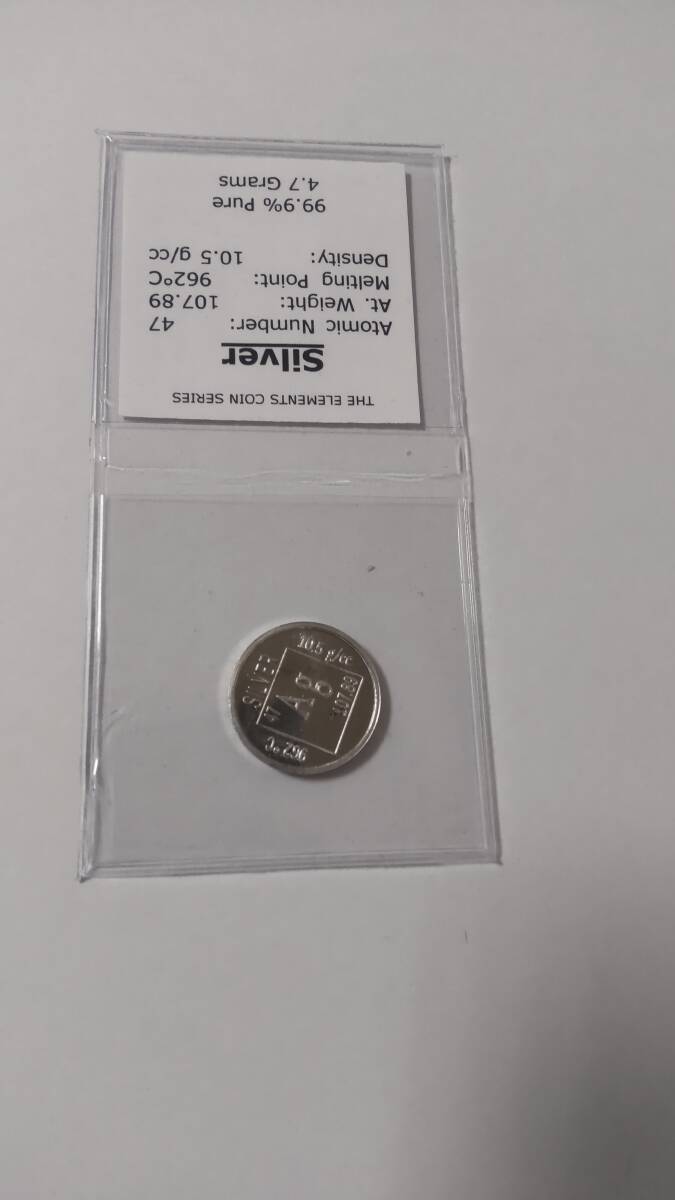 THE ELEMENTS COIN SERIES
Silver
Atomic Number: 47
At. Weight: 107.89
Melting Point: 962°C
Density: 10.5 g/cc
99.9% Pure
4.7 Grams
SILVER
10.5 g/cc
47
Ag
107.89
962 °C